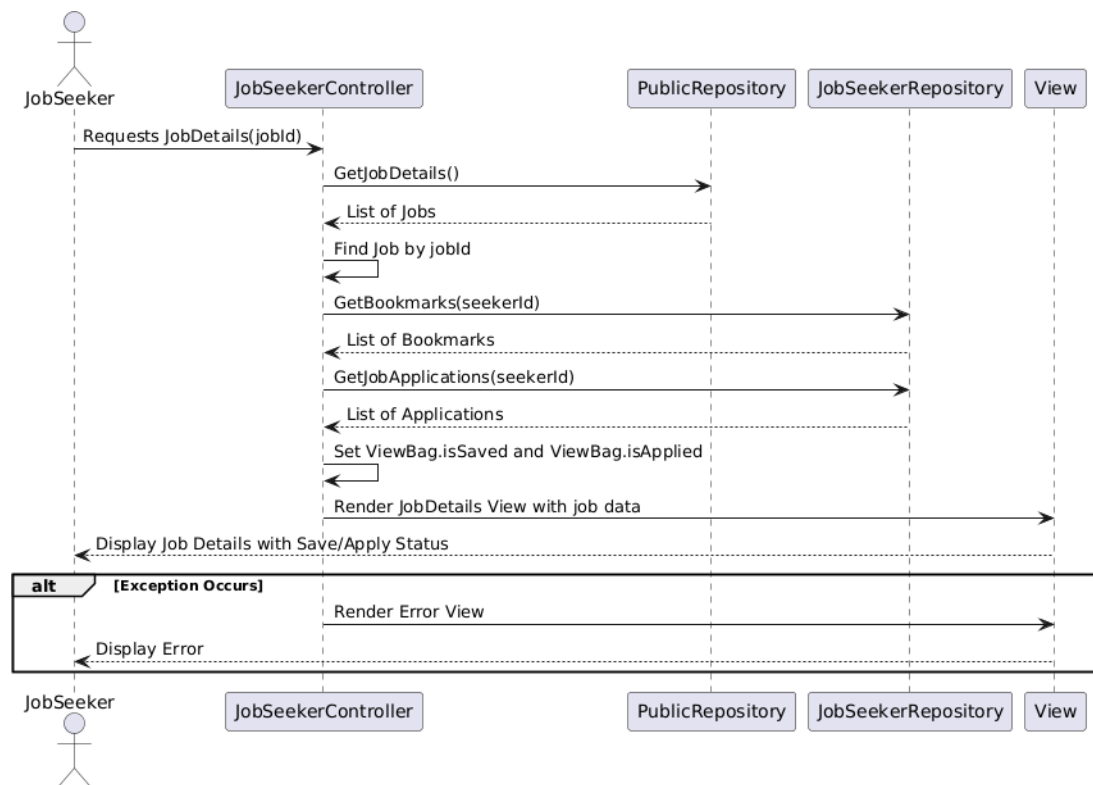 JobSeeker
JobSeekerController
PublicRepository
JobSeekerRepository
View
Requests JobDetails(jobId)
GetJobDetails()
List of Jobs
Find Job by jobId
GetBookmarks(seekerId)
List of Bookmarks
GetJobApplications(seekerId)
List of Applications
Set ViewBag.isSaved and ViewBag.isApplied
Render JobDetails View with job data
Display Job Details with Save/Apply Status
alt [Exception Occurs]
Render Error View
Display Error
JobSeeker
JobSeekerController
PublicRepository
JobSeekerRepository
View